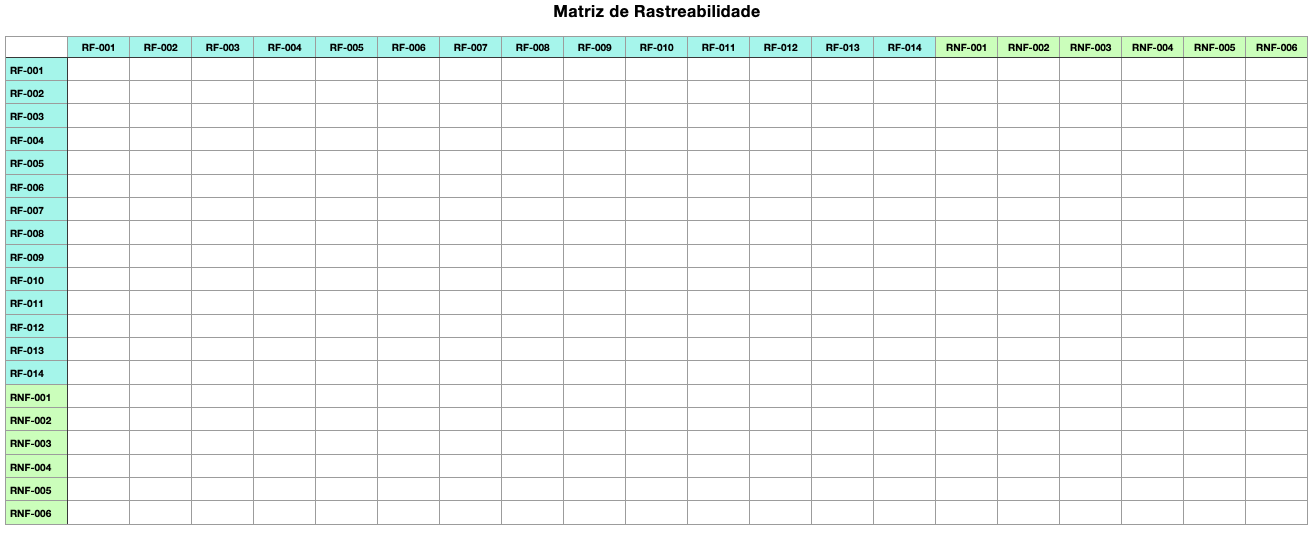 Matriz de Rastreabilidade
RF-001 RF-002 RF-003 RF-004 RF-005 RF-006 RF-007 RF-008 RF-009 RF-010 RF-011 RF-012 RF-013 RF-014 RNF-001 RNF-002 RNF-003 RNF-004 RNF-005 RNF-006
RF-001
RF-002
RF-003
RF-004
RF-005
RF-006
RF-007
RF-008
RF-009
RF-010
RF-011
RF-012
RF-013
RF-014
RNF-001
RNF-002
RNF-003
RNF-004
RNF-005
RNF-006